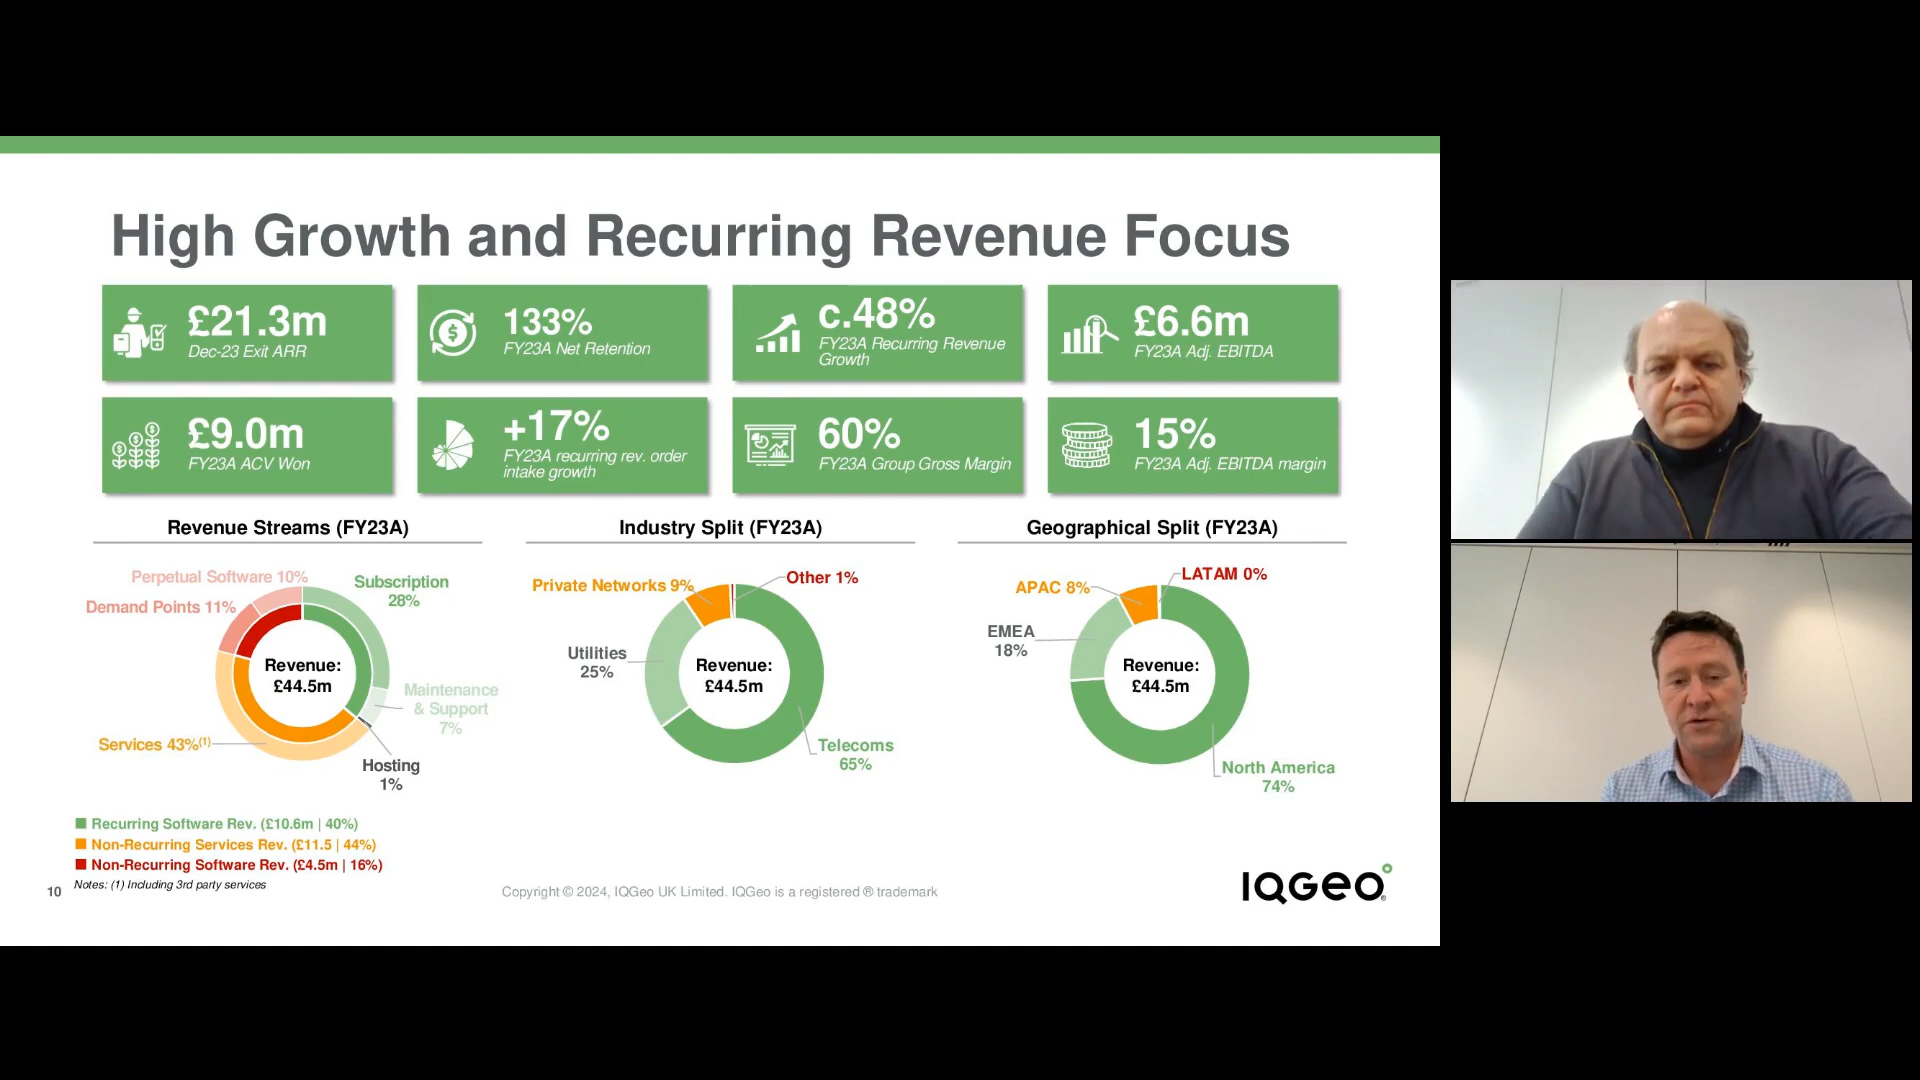 High Growth and Recurring Revenue Focus
£21.3m
Dec-23 Exit ARR
133%
FY23A Net Retention
c.48%
FY23A Recurring Revenue
Growth
£6.6m
FY23A Adj. EBITDA
£9.0m
FY23A ACV Won
+17%
FY23A recurring rev. order
intake growth
60%
FY23A Group Gross Margin
15%
FY23A Adj. EBITDA margin
Revenue Streams (FY23A)
Perpetual Software 10%
Demand Points 11%
Subscription
28%
Revenue:
£44.5m
Maintenance
& Support
7%
Services 43%(1)
Hosting
1%
Recurring Software Rev. (£10.6m | 40%)
Non-Recurring Services Rev. (£11.5 | 44%)
Non-Recurring Software Rev. (£4.5m | 16%)
Industry Split (FY23A)
Private Networks 9%
Other 1%
Utilities
25%
Revenue:
£44.5m
Telecoms
65%
Geographical Split (FY23A)
APAC 8%
LATAM 0%
EMEA
18%
Revenue:
£44.5m
North America
74%
10
Notes: (1) Including 3rd party services
Copyright © 2024, IQGeo UK Limited. IQGeo is a registered ® trademark
IQGeo®